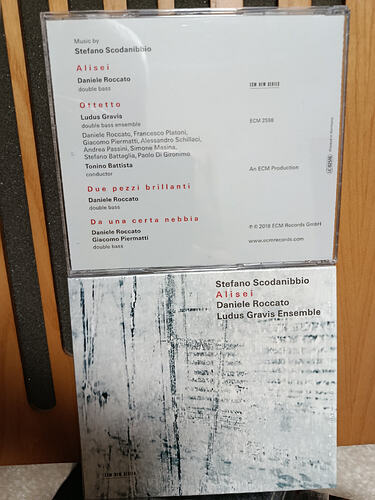 Music by
Stefano Scodanibbio
Alisei
Daniele Roccato
double bass
ECM NEW SERIES
Ottetto
Ludus Gravis
double bass ensemble
ECM 2598
Daniele Roccato, Francesco Platoni,
Giacomo Piermatti, Alessandro Schillaci,
Andrea Passini, Simone Masina,
Stefano Battaglia, Paolo Di Gironimo
Tonino Battista
conductor
An ECM Production
Due pezzi brillanti
Daniele Roccato
double bass
Da una certa nebbia
Daniele Roccato
Giacomo Piermatti
double bass
℗ © 2018 ECM Records GmbH
www.ecmrecords.com
Printed in Germany
Stefano Scodanibbio
Alisei
Daniele Roccato
Ludus Gravis Ensemble
ECM NEW SERIES